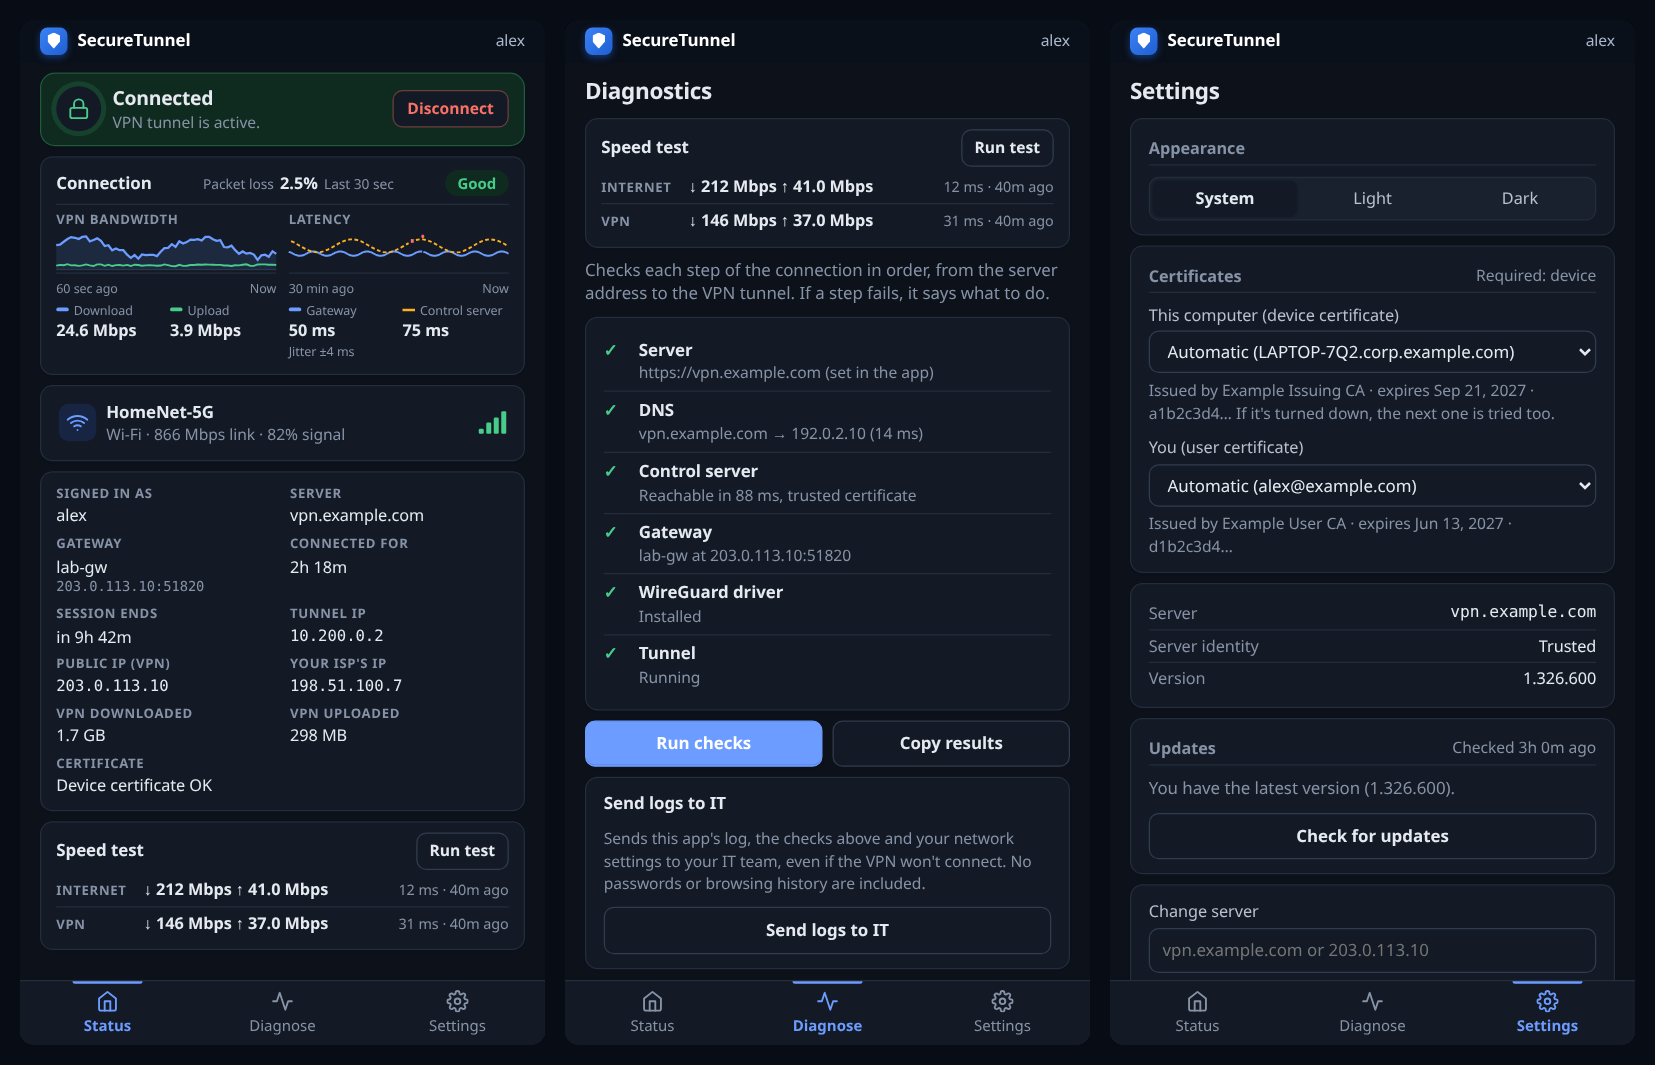 SecureTunnel
alex
Connected
VPN tunnel is active.
Disconnect
Connection
Packet loss 2.5% Last 30 sec
Good
VPN BANDWIDTH
LATENCY
60 sec ago
Now
30 min ago
Now
Download
Upload
Gateway
Control server
24.6 Mbps
3.9 Mbps
50 ms
75 ms
Jitter ±4 ms
HomeNet-5G
Wi-Fi · 866 Mbps link · 82% signal
SIGNED IN AS
SERVER
alex
vpn.example.com
GATEWAY
CONNECTED FOR
lab-gw
2h 18m
203.0.113.10:51820
SESSION ENDS
TUNNEL IP
in 9h 42m
10.200.0.2
PUBLIC IP (VPN)
YOUR ISP'S IP
203.0.113.10
198.51.100.7
VPN DOWNLOADED
VPN UPLOADED
1.7 GB
298 MB
CERTIFICATE
Device certificate OK
Speed test
Run test
INTERNET ↓ 212 Mbps ↑ 41.0 Mbps 12 ms · 40m ago
VPN ↓ 146 Mbps ↑ 37.0 Mbps 31 ms · 40m ago
Status
Diagnose
Settings
SecureTunnel
alex
Diagnostics
Speed test
Run test
INTERNET ↓ 212 Mbps ↑ 41.0 Mbps 12 ms · 40m ago
VPN ↓ 146 Mbps ↑ 37.0 Mbps 31 ms · 40m ago
Checks each step of the connection in order, from the server
address to the VPN tunnel. If a step fails, it says what to do.
✓ Server
https://vpn.example.com (set in the app)
✓ DNS
vpn.example.com → 192.0.2.10 (14 ms)
✓ Control server
Reachable in 88 ms, trusted certificate
✓ Gateway
lab-gw at 203.0.113.10:51820
✓ WireGuard driver
Installed
✓ Tunnel
Running
Run checks
Copy results
Send logs to IT
Sends this app's log, the checks above and your network
settings to your IT team, even if the VPN won't connect. No
passwords or browsing history are included.
Send logs to IT
Status
Diagnose
Settings
SecureTunnel
alex
Settings
Appearance
System
Light
Dark
Certificates
Required: device
This computer (device certificate)
Automatic (LAPTOP-7Q2.corp.example.com)
Issued by Example Issuing CA · expires Sep 21, 2027 ·
a1b2c3d4… If it's turned down, the next one is tried too.
You (user certificate)
Automatic (alex@example.com)
Issued by Example User CA · expires Jun 13, 2027 ·
d1b2c3d4…
Server
vpn.example.com
Server identity
Trusted
Version
1.326.600
Updates
Checked 3h 0m ago
You have the latest version (1.326.600).
Check for updates
Change server
vpn.example.com or 203.0.113.10
Status
Diagnose
Settings